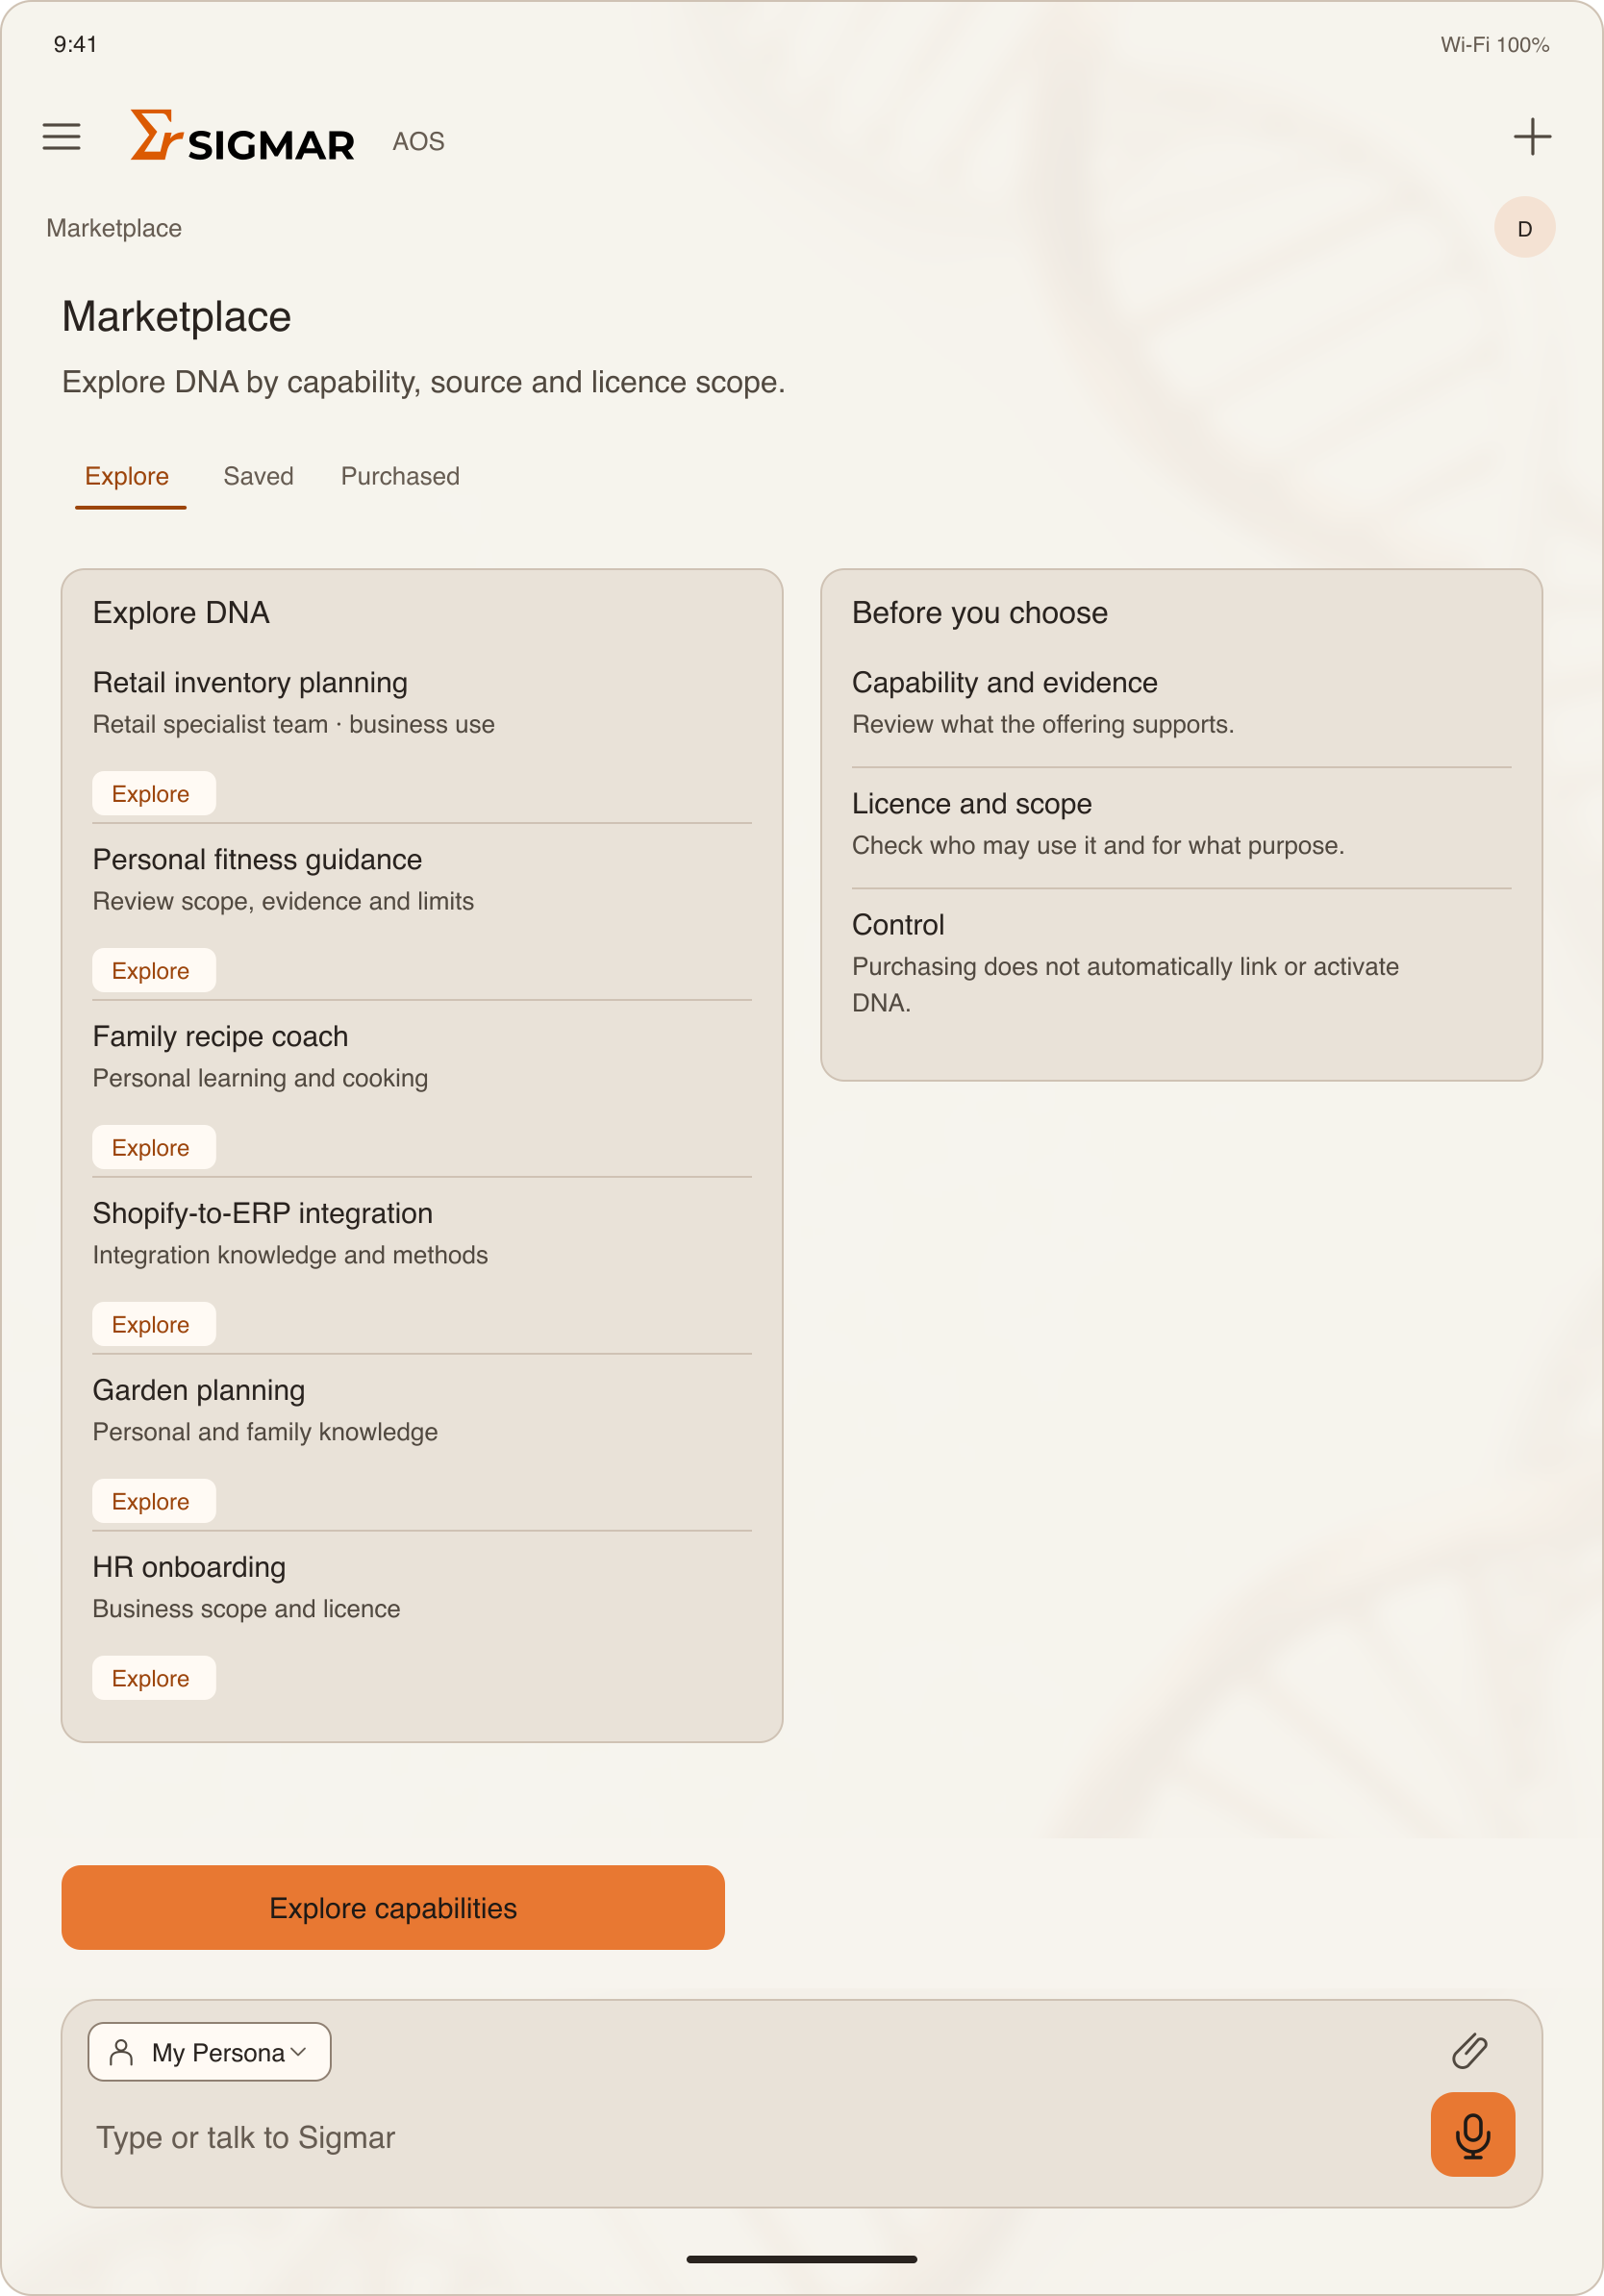 9:41
Wi-Fi 100%
Σr SIGMAR AOS
Marketplace
D
Marketplace
Explore DNA by capability, source and licence scope.
Explore
Saved
Purchased
Explore DNA
Retail inventory planning
Retail specialist team · business use
Explore
Personal fitness guidance
Review scope, evidence and limits
Explore
Family recipe coach
Personal learning and cooking
Explore
Shopify-to-ERP integration
Integration knowledge and methods
Explore
Garden planning
Personal and family knowledge
Explore
HR onboarding
Business scope and licence
Explore
Before you choose
Capability and evidence
Review what the offering supports.
Licence and scope
Check who may use it and for what purpose.
Control
Purchasing does not automatically link or activate
DNA.
Explore capabilities
My Persona
Type or talk to Sigmar